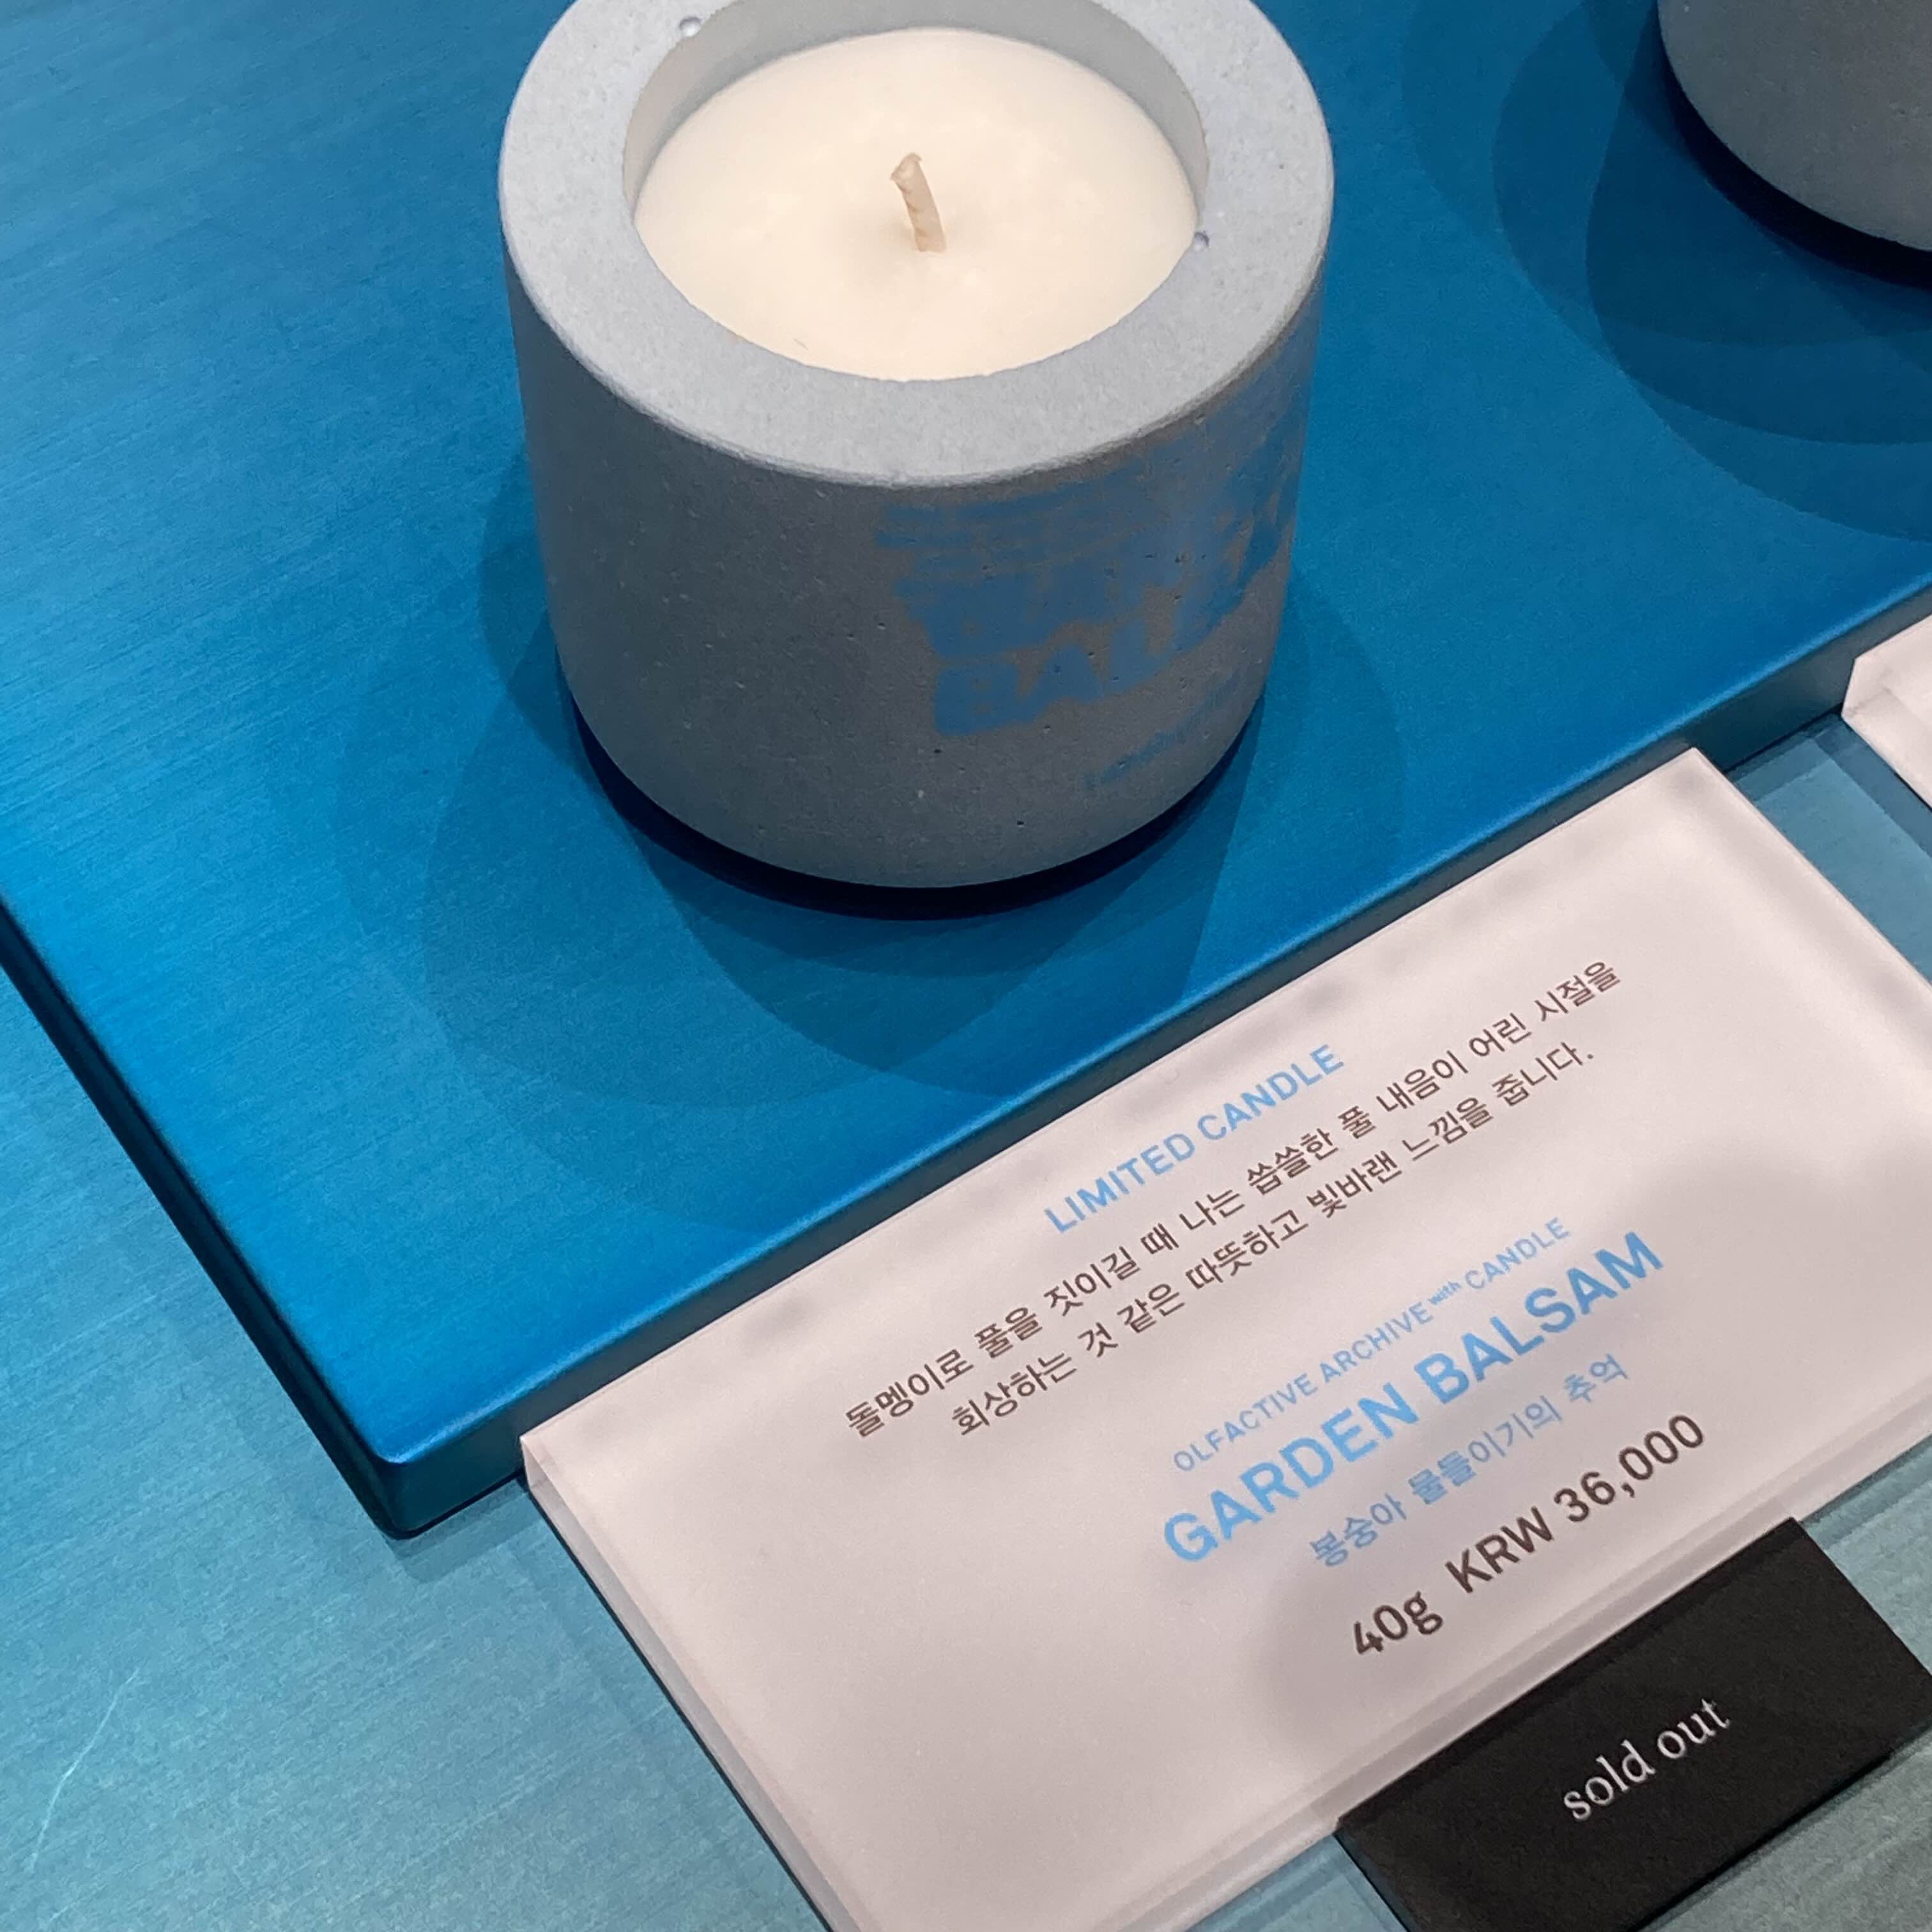 LIMITED CANDLE
돌멩이로 풀을 짓이길 때 나는 씁쓸한 풀 내음이 어린 시절을
회상하는 것 같은 따뜻하고 빛바랜 느낌을 줍니다.
OLFACTIVE ARCHIVE with CANDLE
GARDEN BALSAM
봉숭아 물들이기의 추억
40g KRW 36,000
sold out